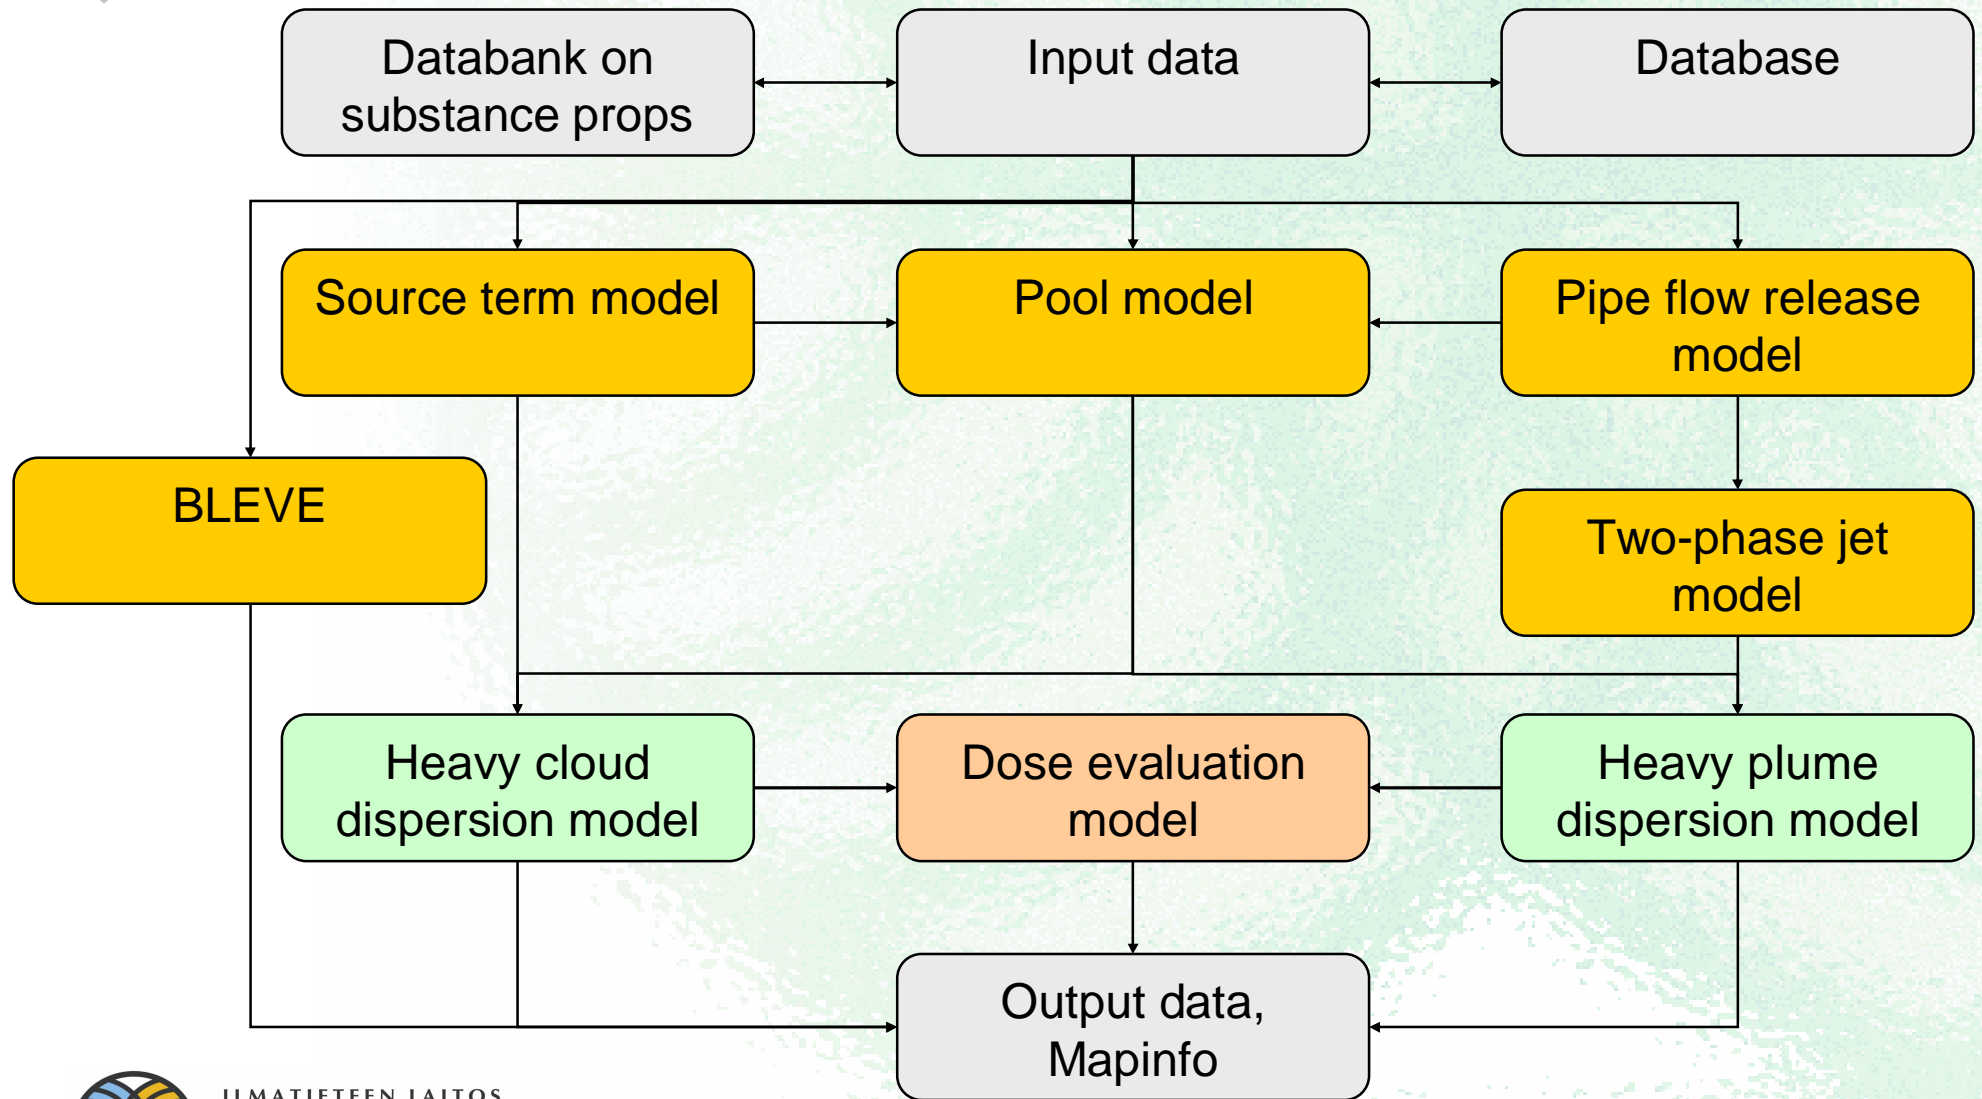 Databank on
substance props
Input data
Database
Source term model
Pool model
Pipe flow release
model
BLEVE
Two-phase jet
model
Heavy cloud
dispersion model
Dose evaluation
model
Heavy plume
dispersion model
Output data,
Mapinfo
ILMATIETEEN LAITOS